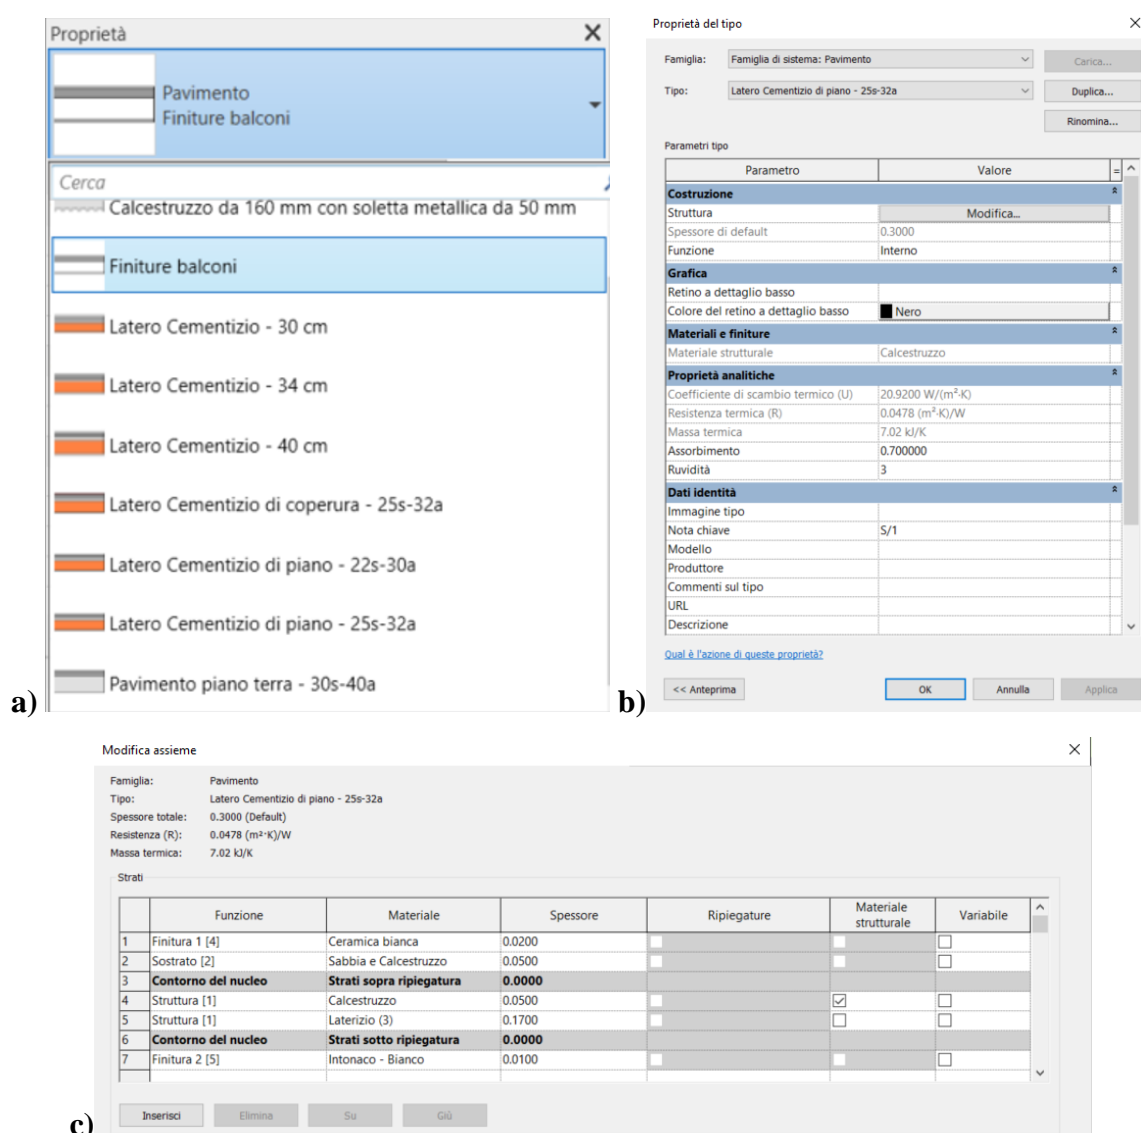 Proprietà
Pavimento
Finiture balconi
Cerca
Calcestruzzo da 160 mm con soletta metallica da 50 mm
Finiture balconi
Latero Cementizio - 30 cm
Latero Cementizio - 34 cm
Latero Cementizio - 40 cm
Latero Cementizio di coperura - 25s-32a
Latero Cementizio di piano - 22s-30a
Latero Cementizio di piano - 25s-32a
Pavimento piano terra - 30s-40a
a)
Proprietà del tipo
Famiglia: Famiglia di sistema: Pavimento Carica...
Tipo: Latero Cementizio di piano - 25s-32a Duplica...
Rinomina...
Parametri tipo
Parametro Valore =
Costruzione
Struttura Modifica...
Spessore di default 0.3000
Funzione Interno
Grafica
Retino a dettaglio basso
Colore del retino a dettaglio basso Nero
Materiali e finiture
Materiale strutturale Calcestruzzo
Proprietà analitiche
Coefficiente di scambio termico (U) 20.9200 W/(m²·K)
Resistenza termica (R) 0.0478 (m²·K)/W
Massa termica 7.02 kJ/K
Assorbimento 0.700000
Ruvidità 3
Dati identità
Immagine tipo
Nota chiave S/1
Modello
Produttore
Commenti sul tipo
URL
Descrizione
Qual è l'azione di queste proprietà?
<< Anteprima OK Annulla Applica
b)
Modifica assieme
Famiglia: Pavimento
Tipo: Latero Cementizio di piano - 25s-32a
Spessore totale: 0.3000 (Default)
Resistenza (R): 0.0478 (m²·K)/W
Massa termica: 7.02 kJ/K
Strati
Funzione Materiale Spessore Ripiegature Materiale strutturale Variabile
1 Finitura 1 [4] Ceramica bianca 0.0200
2 Sostrato [2] Sabbia e Calcestruzzo 0.0500
3 Contorno del nucleo Strati sopra ripiegatura 0.0000
4 Struttura [1] Calcestruzzo 0.0500
5 Struttura [1] Laterizio (3) 0.1700
6 Contorno del nucleo Strati sotto ripiegatura 0.0000
7 Finitura 2 [5] Intonaco - Bianco 0.0100
Inserisci Elimina Su Giù
c)